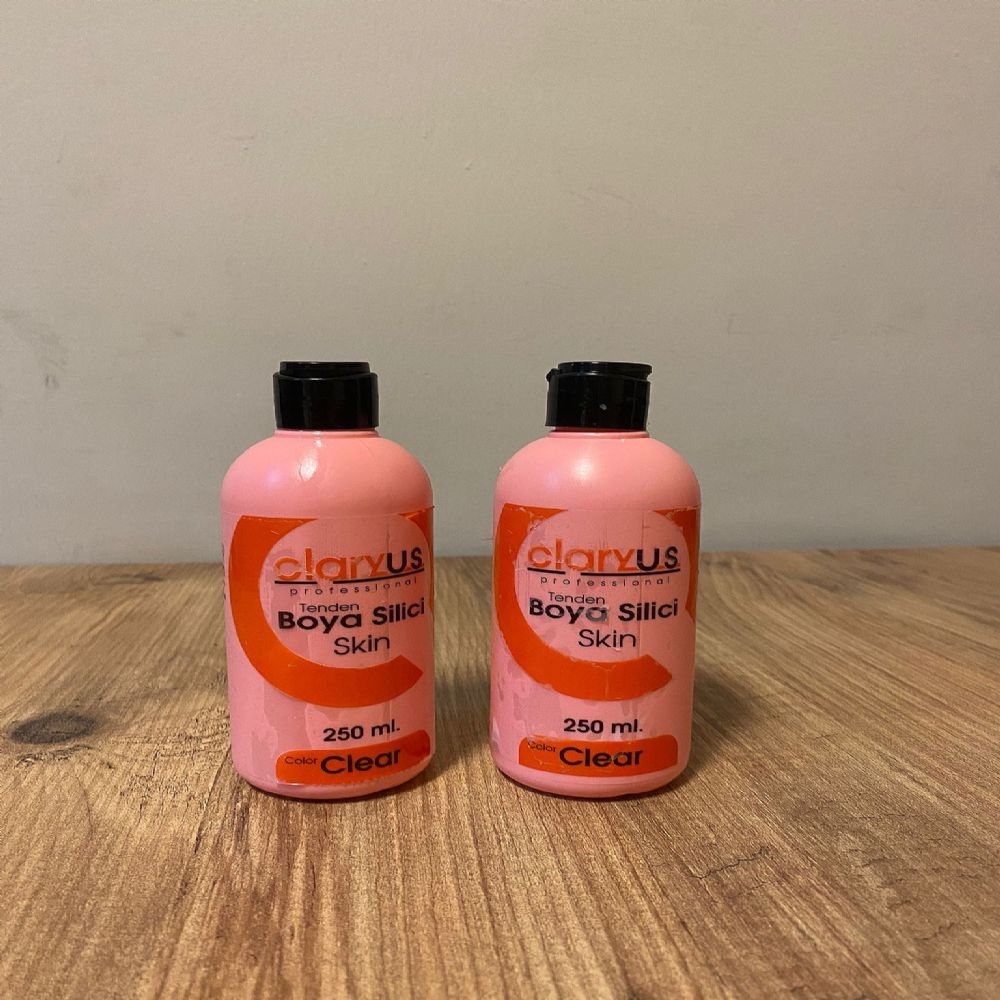 claryus
professional
Tenden
Boya Silici
Skin
250 ml.
Color Clear
claryus
professional
Tenden
Boya Silici
Skin
250 ml.
Color Clear